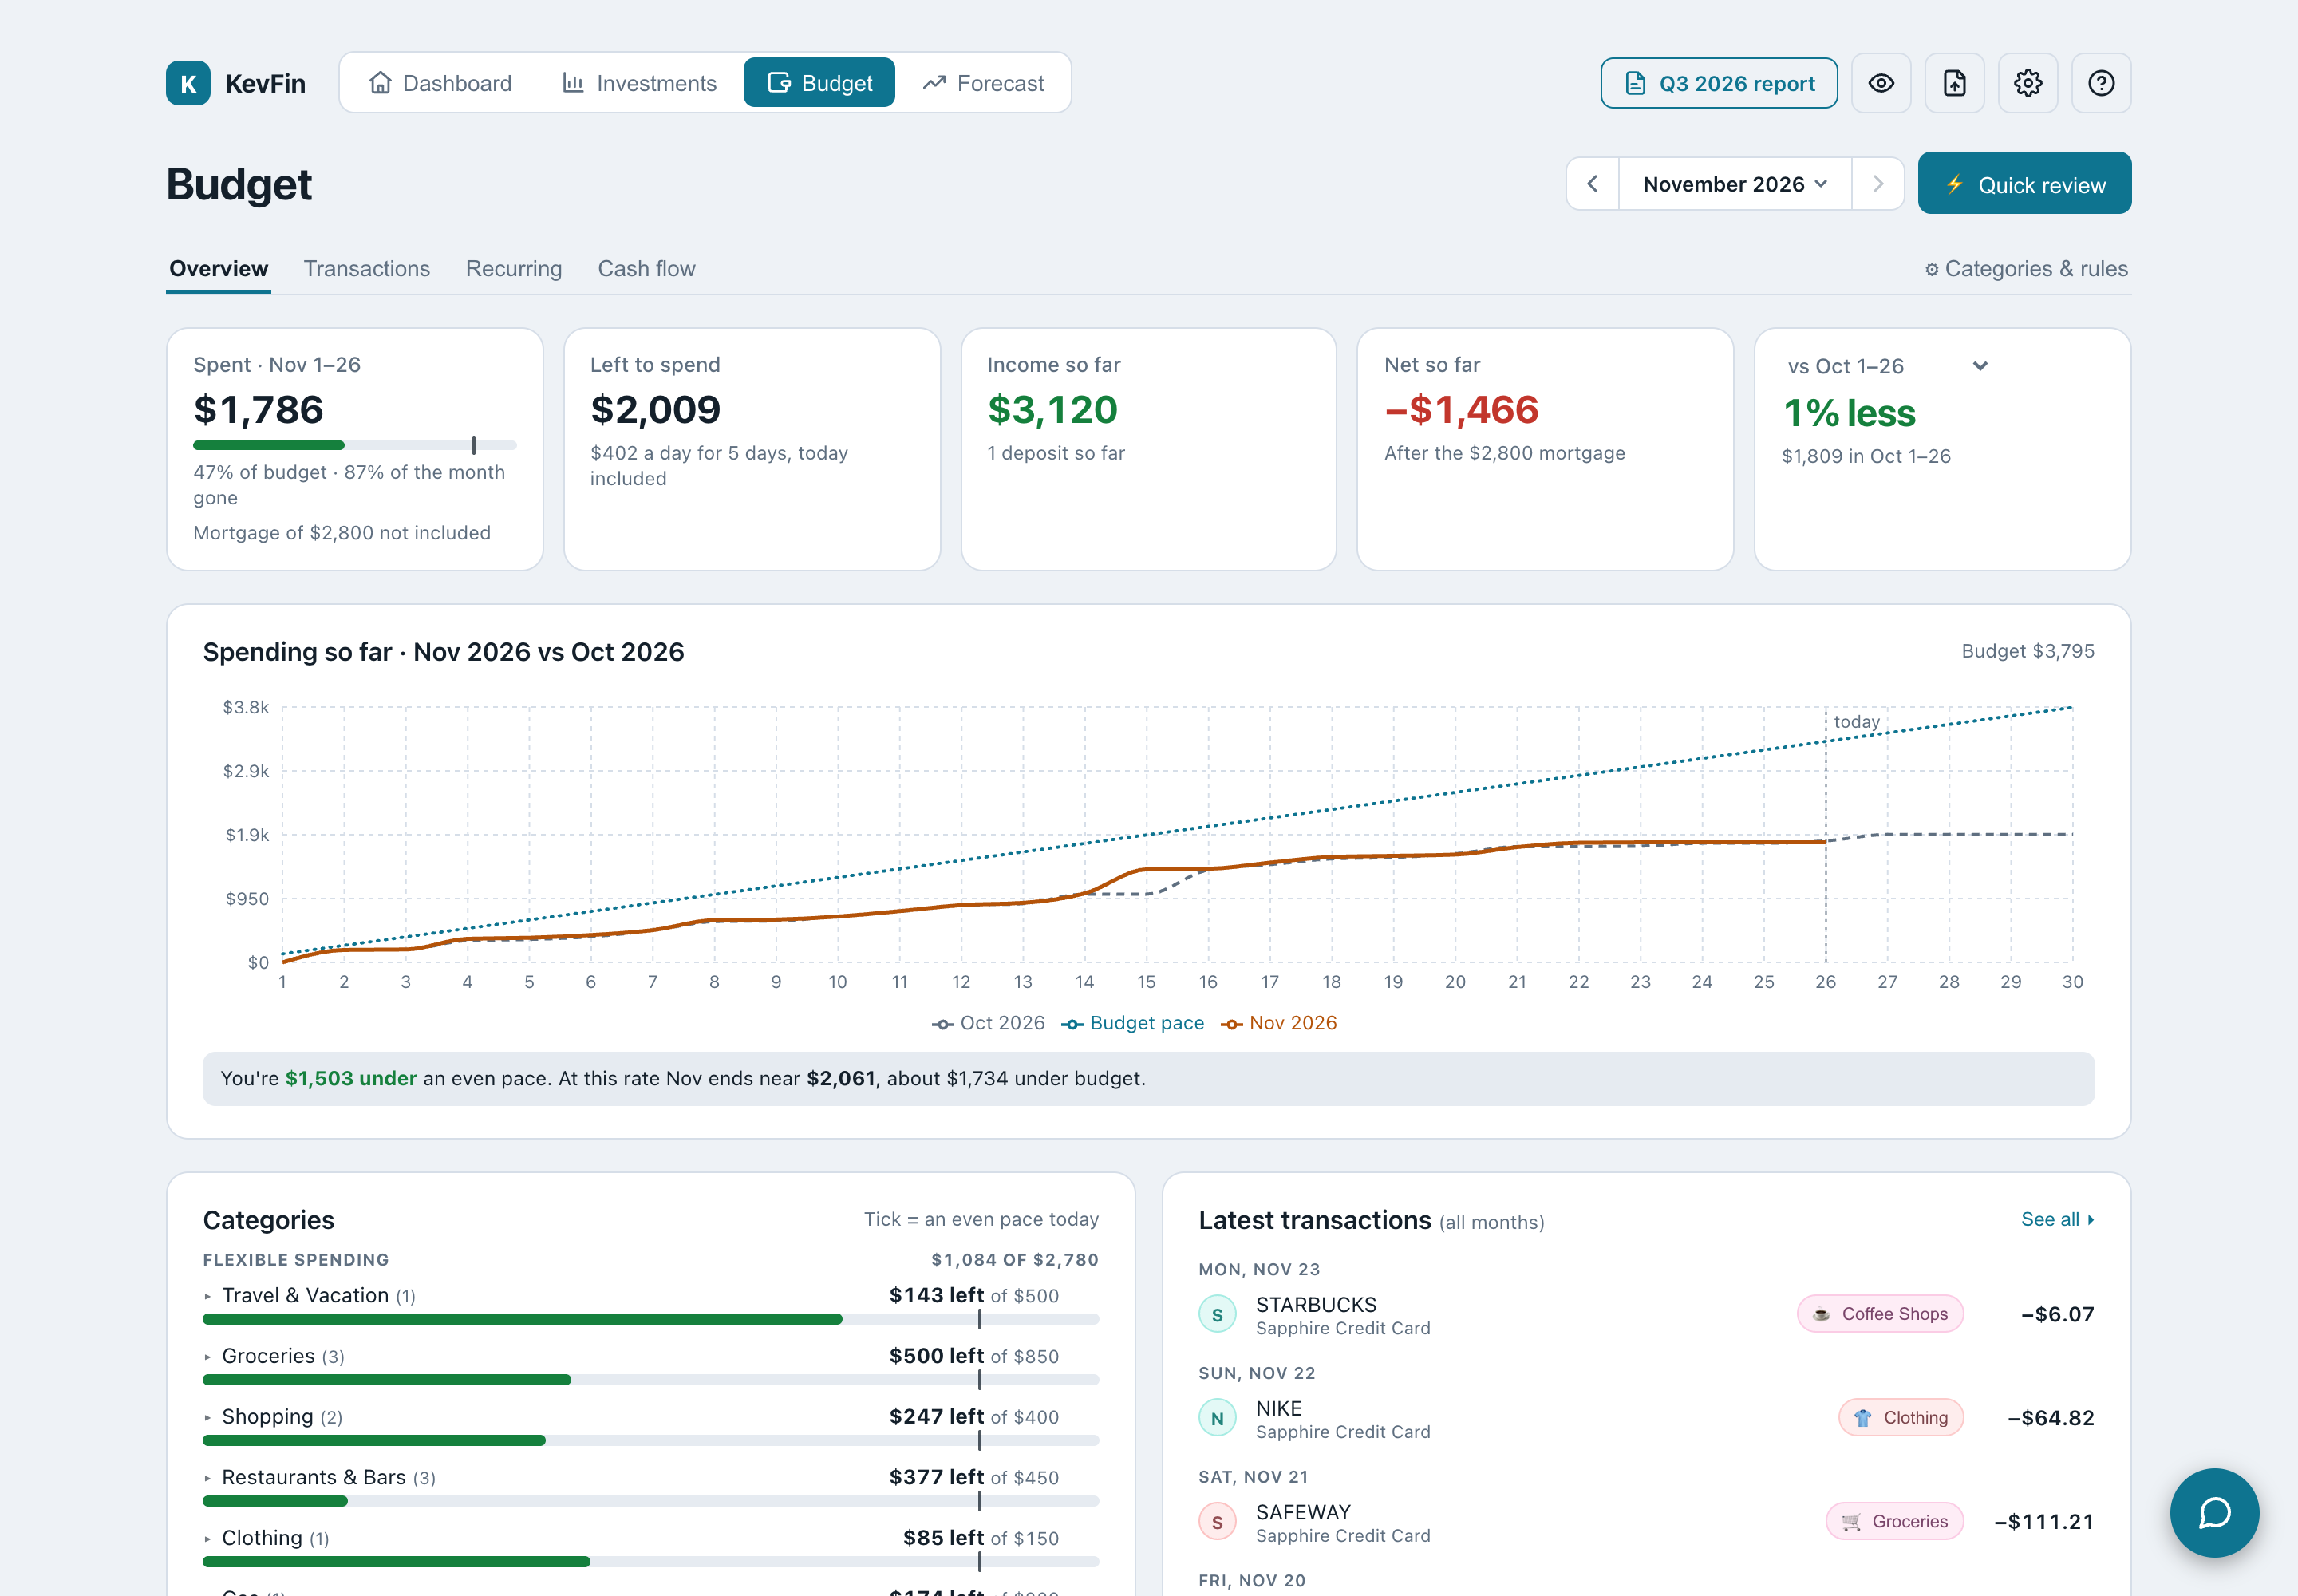 K KevFin Dashboard Investments Budget Forecast Q3 2026 report
Budget November 2026 Quick review
Overview Transactions Recurring Cash flow Categories & rules
Spent · Nov 1–26
$1,786
47% of budget · 87% of the month
gone
Mortgage of $2,800 not included
Left to spend
$2,009
$402 a day for 5 days, today
included
Income so far
$3,120
1 deposit so far
Net so far
–$1,466
After the $2,800 mortgage
vs Oct 1–26
1% less
$1,809 in Oct 1–26
Spending so far · Nov 2026 vs Oct 2026 Budget $3,795
$3.8k
today
$2.9k
$1.9k
$950
$0
1 2 3 4 5 6 7 8 9 10 11 12 13 14 15 16 17 18 19 20 21 22 23 24 25 26 27 28 29 30
Oct 2026 Budget pace Nov 2026
You're $1,503 under an even pace. At this rate Nov ends near $2,061, about $1,734 under budget.
Categories Tick = an even pace today
FLEXIBLE SPENDING $1,084 OF $2,780
Travel & Vacation (1) $143 left of $500
Groceries (3) $500 left of $850
Shopping (2) $247 left of $400
Restaurants & Bars (3) $377 left of $450
Clothing (1) $85 left of $150
Latest transactions (all months) See all
MON, NOV 23
S STARBUCKS Coffee Shops –$6.07
Sapphire Credit Card
SUN, NOV 22
N NIKE Clothing –$64.82
Sapphire Credit Card
SAT, NOV 21
S SAFEWAY Groceries –$111.21
Sapphire Credit Card
FRI, NOV 20